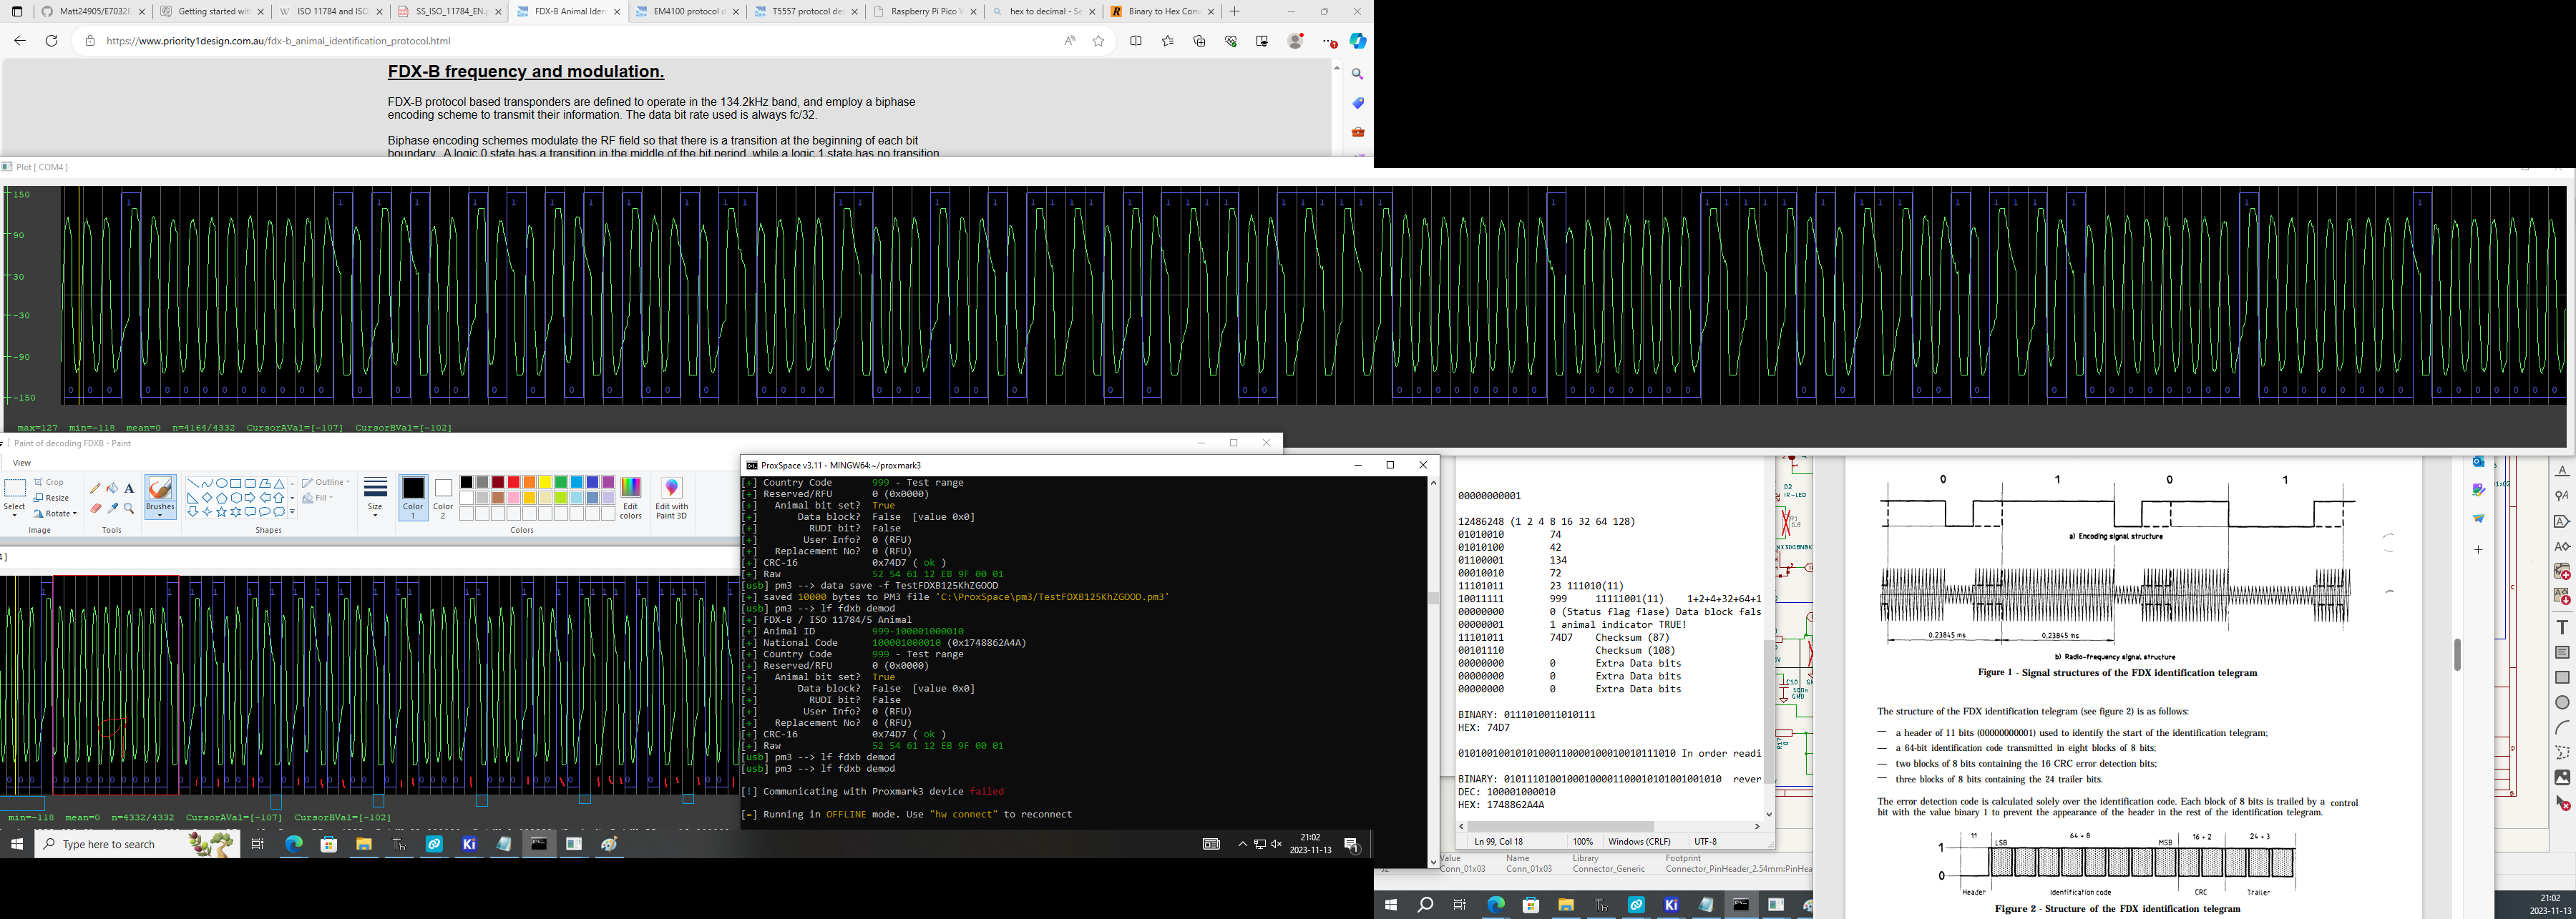 Matt24905/E7032E
Getting started wit
ISO 11784 and ISO
SS_ISO_11784_EN.p
FDX-B Animal Iden
EM4100 protocol d
T5557 protocol des
Raspberry Pi Pico W
hex to decimal - Se
Binary to Hex Conv
https://www.priority1design.com.au/fdx-b_animal_identification_protocol.html
FDX-B frequency and modulation.
FDX-B protocol based transponders are defined to operate in the 134.2kHz band, and employ a biphase
encoding scheme to transmit their information. The data bit rate used is always fc/32.
Biphase encoding schemes modulate the RF field so that there is a transition at the beginning of each bit
boundary. A logic 0 state has a transition in the middle of the bit period, while a logic 1 state has no transition
Plot [ COM4 ]
150
90
30
-30
-90
-150
max=127 min=-118 mean=0 n=4164/4332 CursorAVal=[-107] CursorBVal=[-102]
Paint of decoding FDXB - Paint
View
Select
Crop
Resize
Rotate
Image
Tools
Brushes
Outline
Fill
Shapes
Size
Color 1
Color 2
Edit colors
Edit with Paint 3D
Colors
min=-118 mean=0 n=4332/4332 CursorAVal=[-107] CursorBVal=[-102]
Type here to search
21:02
2023-11-13
ProxSpace v3.11 - MINGW64:~/proxmark3
[+] Country Code 999 - Test range
[+] Reserved/RFU 0 (0x0000)
[+] Animal bit set? True
[+] Data block? False [value 0x0]
[+] RUDI bit? False
[+] User Info? 0 (RFU)
[+] Replacement No? 0 (RFU)
[+] CRC-16 0x74D7 ( ok )
[+] Raw 52 54 61 12 EB 9F 00 01
[usb] pm3 --> data save -f TestFDXB125KhZGOOD
[+] saved 10000 bytes to PM3 file 'C:\ProxSpace\pm3/TestFDXB125KhZGOOD.pm3'
[usb] pm3 --> lf fdxb demod
[+] FDX-B / ISO 11784/5 Animal
[+] Animal ID 999-100001000010
[+] National Code 100001000010 (0x1748862A4A)
[+] Country Code 999 - Test range
[+] Reserved/RFU 0 (0x0000)
[+] Animal bit set? True
[+] Data block? False [value 0x0]
[+] RUDI bit? False
[+] User Info? 0 (RFU)
[+] Replacement No? 0 (RFU)
[+] CRC-16 0x74D7 ( ok )
[+] Raw 52 54 61 12 EB 9F 00 01
[usb] pm3 --> lf fdxb demod
[usb] pm3 --> lf fdxb demod
[!] Communicating with Proxmark3 device failed
[=] Running in OFFLINE mode. Use "hw connect" to reconnect
00000000001
12486248 (1 2 4 8 16 32 64 128)
01010010 74
01010100 42
01100001 134
00010010 72
11101011 23 111010(11)
10011111 999 11111001(11) 1+2+4+32+64+1
00000000 0 (Status flag flase) Data block fals
00000001 1 animal indicator TRUE!
11101011 74D7 Checksum (87)
00101110 Checksum (108)
00000000 0 Extra Data bits
00000000 0 Extra Data bits
00000000 0 Extra Data bits
BINARY: 0111010011010111
HEX: 74D7
DEC: 100001000010
HEX: 1748862A4A
Ln 99, Col 18
100%
Windows (CRLF)
UTF-8
Value
Name
Library
Footprint
Conn_01x03
Conn_01x03
Connector_Generic
Connector_PinHeader_2.54mm:PinHea
D2
IR-LED
0 1 0 1
a) Encoding signal structure
0.23845 ms
0.23845 ms
b) Radio-frequency signal structure
Figure 1 - Signal structures of the FDX identification telegram
The structure of the FDX identification telegram (see figure 2) is as follows:
— a header of 11 bits (00000000001) used to identify the start of the identification telegram;
— a 64-bit identification code transmitted in eight blocks of 8 bits;
— two blocks of 8 bits containing the 16 CRC error detection bits;
— three blocks of 8 bits containing the 24 trailer bits.
The error detection code is calculated solely over the identification code. Each block of 8 bits is trailed by a control
bit with the value binary 1 to prevent the appearance of the header in the rest of the identification telegram.
11
64 + 8
16 + 2
24 + 3
LSB
MSB
1
0
Header
Identification code
CRC
Trailer
Figure 2 - Structure of the FDX identification telegram
21:02
2023-11-13